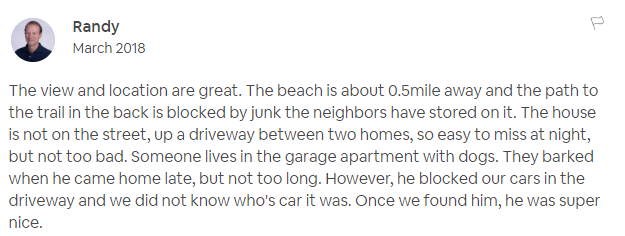 Randy
March 2018
The view and location are great. The beach is about 0.5mile away and the path to
the trail in the back is blocked by junk the neighbors have stored on it. The house
is not on the street, up a driveway between two homes, so easy to miss at night,
but not too bad. Someone lives in the garage apartment with dogs. They barked
when he came home late, but not too long. However, he blocked our cars in the
driveway and we did not know who's car it was. Once we found him, he was super
nice.